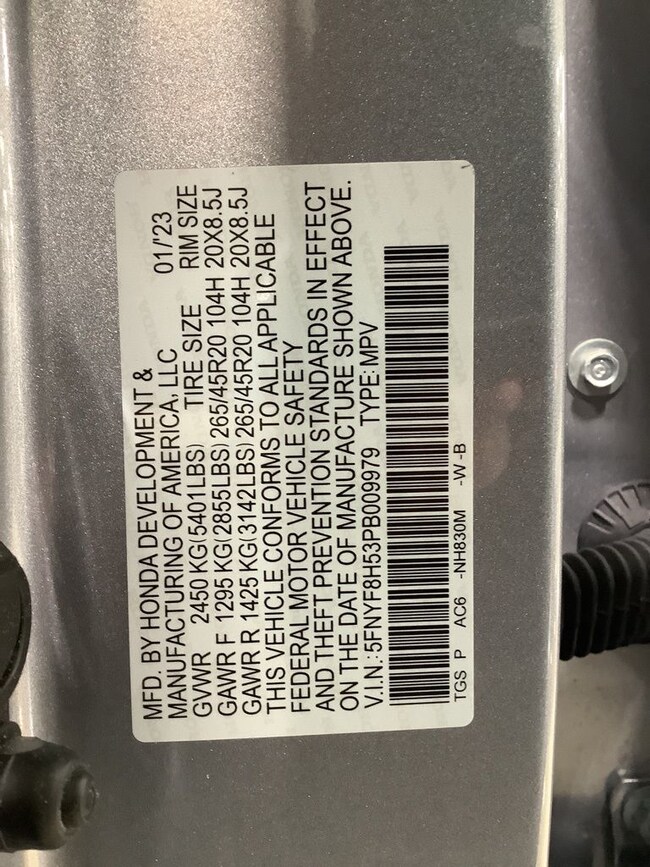 MFD. BY HONDA DEVELOPMENT &
MANUFACTURING OF AMERICA, LLC 01/'23
GVWR 2450 KG(5401LBS) TIRE SIZE RIM SIZE
GAWR F 1295 KG(2855LBS) 265/45R20 104H 20X8.5J
GAWR R 1425 KG(3142LBS) 265/45R20 104H 20X8.5J
THIS VEHICLE CONFORMS TO ALL APPLICABLE
FEDERAL MOTOR VEHICLE SAFETY
AND THEFT PREVENTION STANDARDS IN EFFECT
ON THE DATE OF MANUFACTURE SHOWN ABOVE.
V.I.N.:5FNYF8H53PB009979 TYPE:MPV
TGS P AC6 -NH830M -W -B